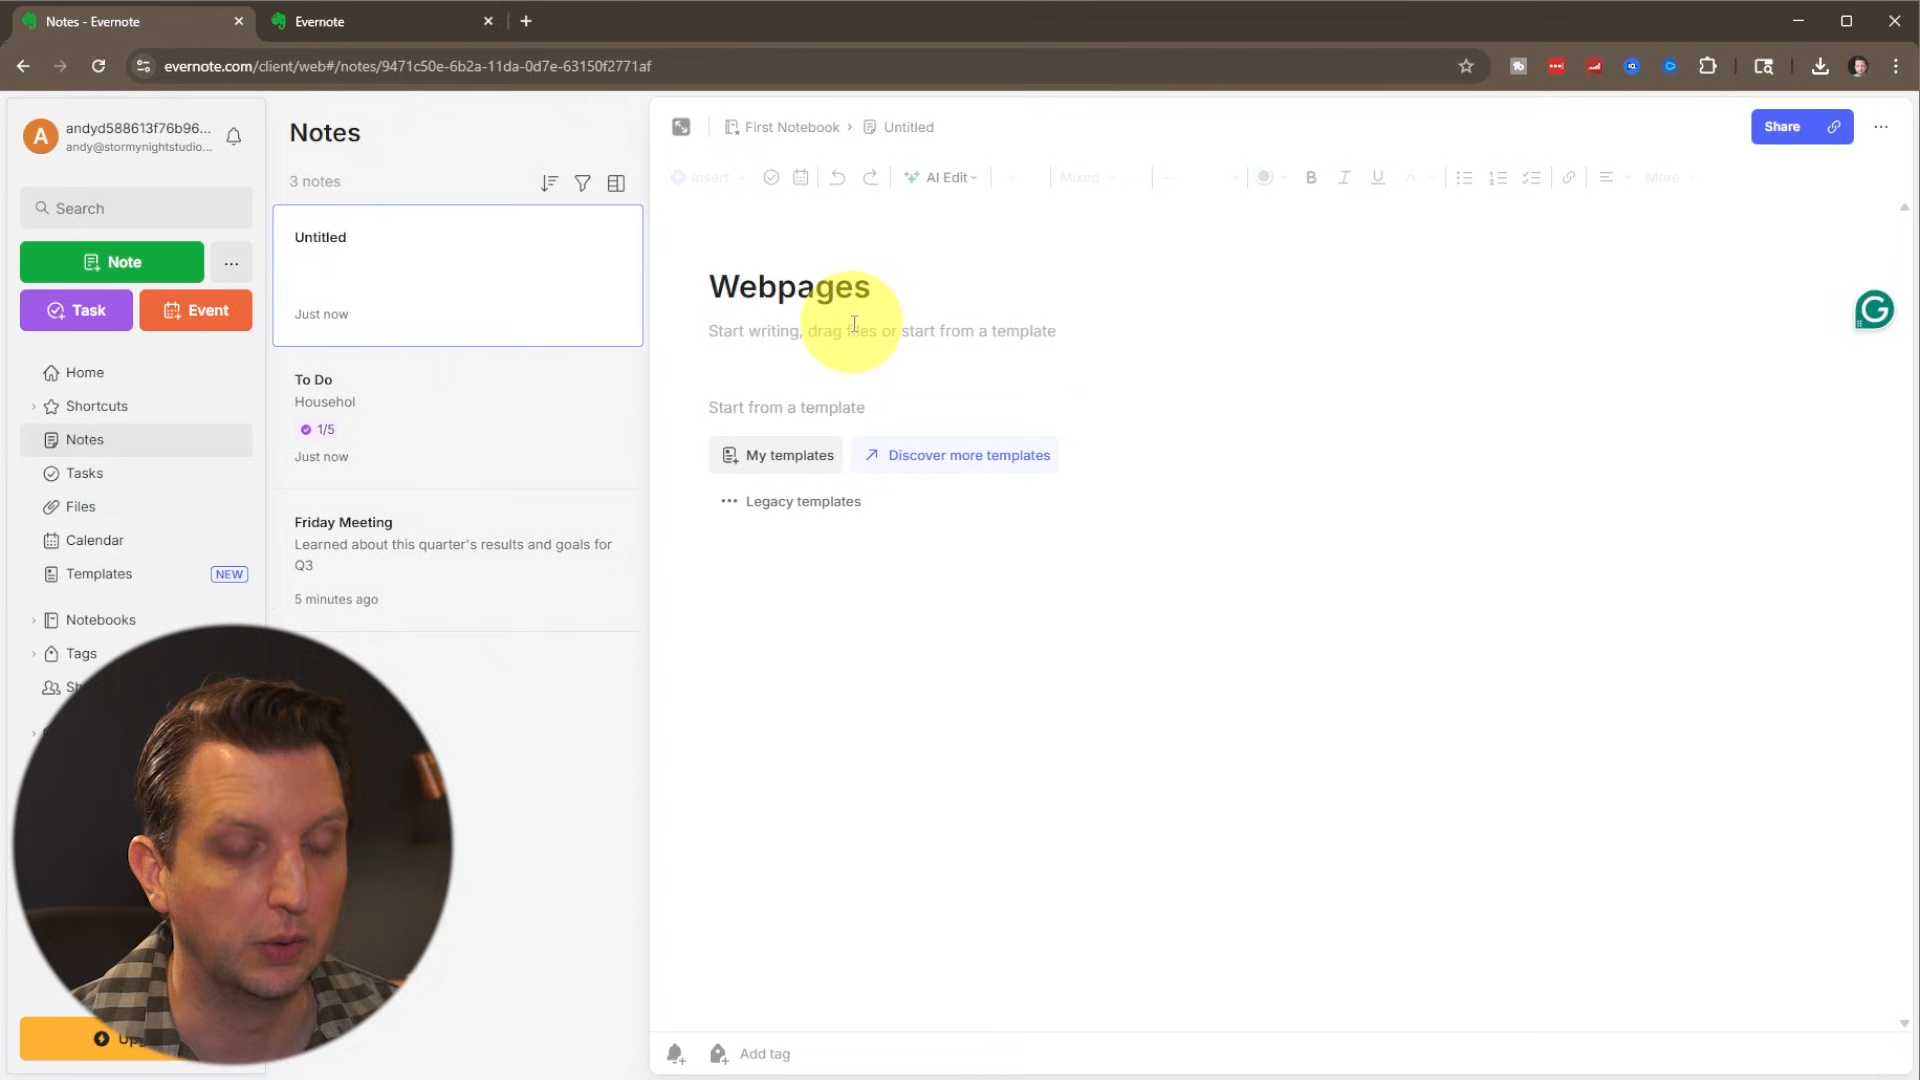 Notes - Evernote
Evernote
evernote.com/client/web#/notes/9471c50e-6b2a-11da-0d7e-63150f2771af
A
andyd588613f76b96...
andy@stormynightstudio...
Search
Note
...
Task
Event
Home
Shortcuts
Notes
Tasks
Files
Calendar
Templates
NEW
Notebooks
Tags
Notes
3 notes
Untitled
Just now
To Do
Househol
1/5
Just now
Friday Meeting
Learned about this quarter's results and goals for
Q3
5 minutes ago
First Notebook
Untitled
Share
Insert
AI Edit
Mixed
B
I
U
More
Webpages
Start writing, drag files or start from a template
Start from a template
My templates
Discover more templates
Legacy templates
Add tag